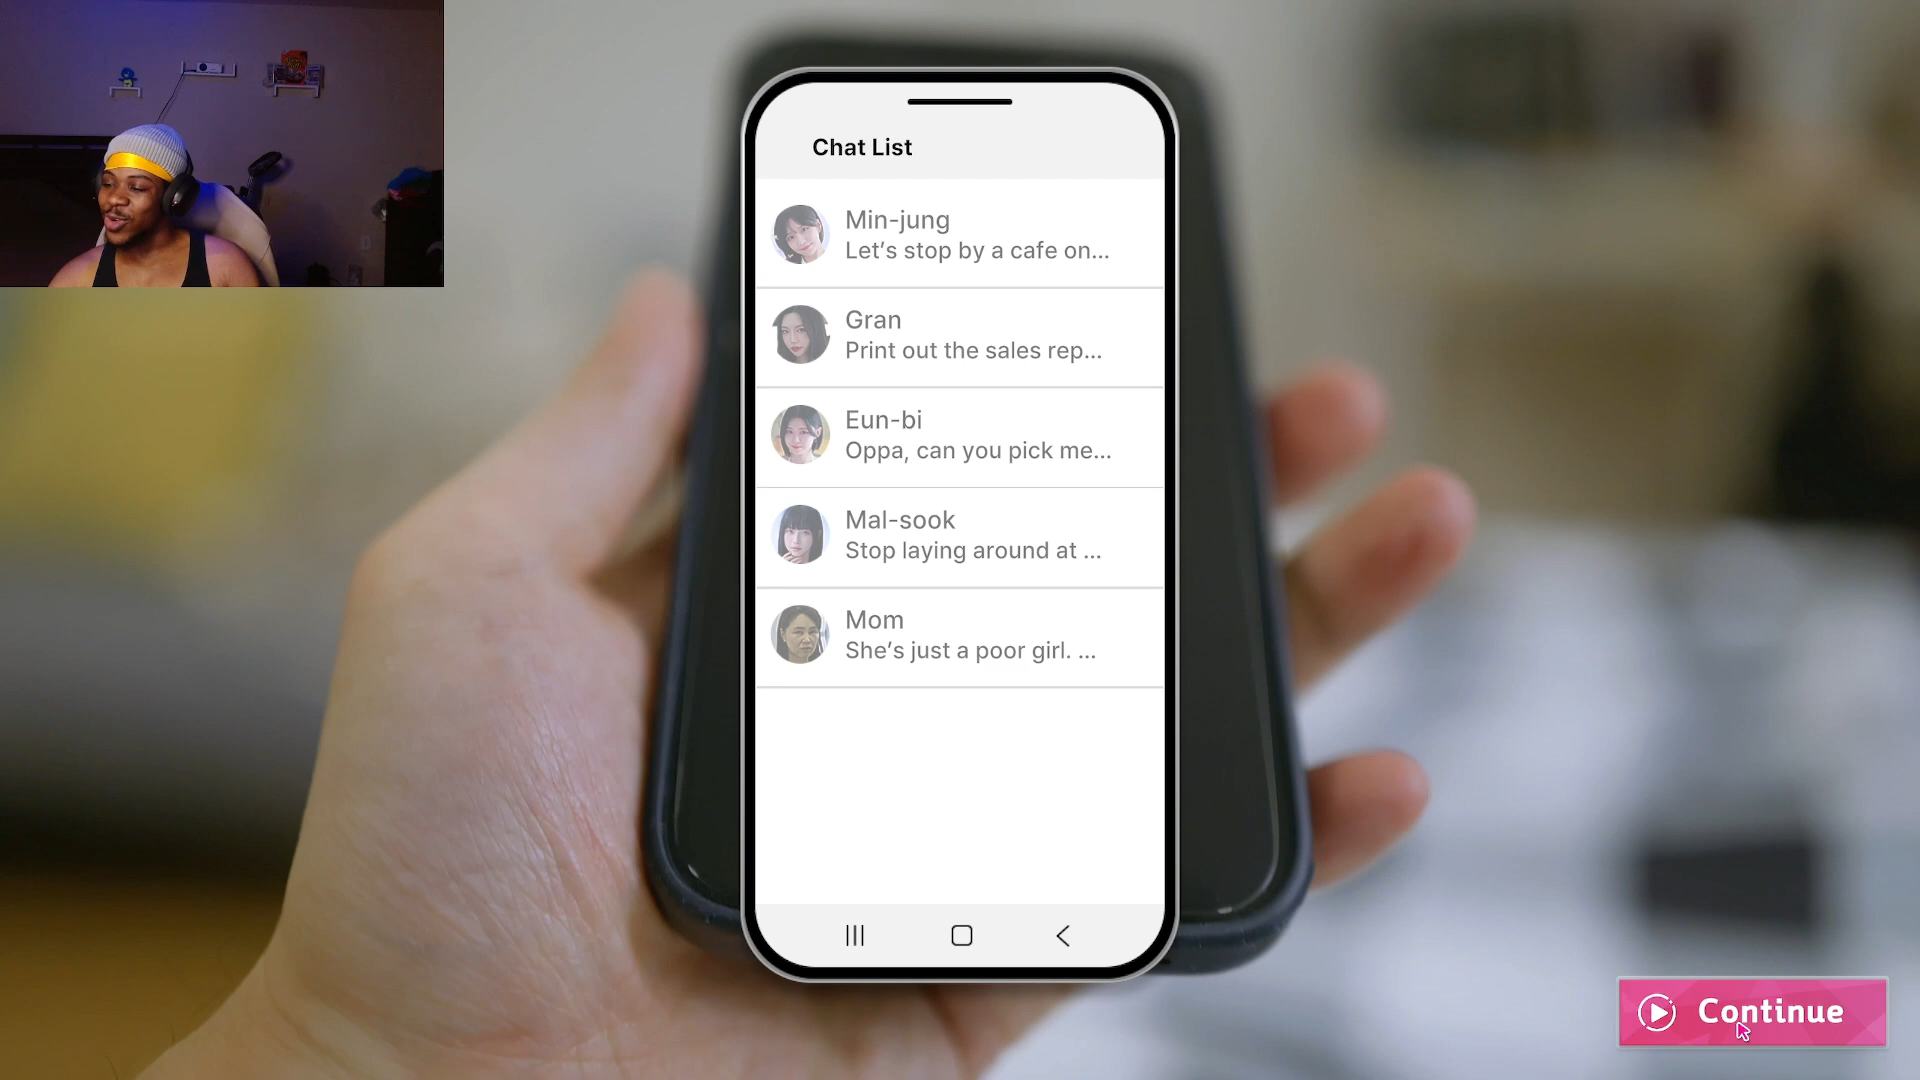 Chat List
Min-jung
Let's stop by a cafe on...
Gran
Print out the sales rep...
Eun-bi
Oppa, can you pick me...
Mal-sook
Stop laying around at ...
Mom
She's just a poor girl. ...
Continue